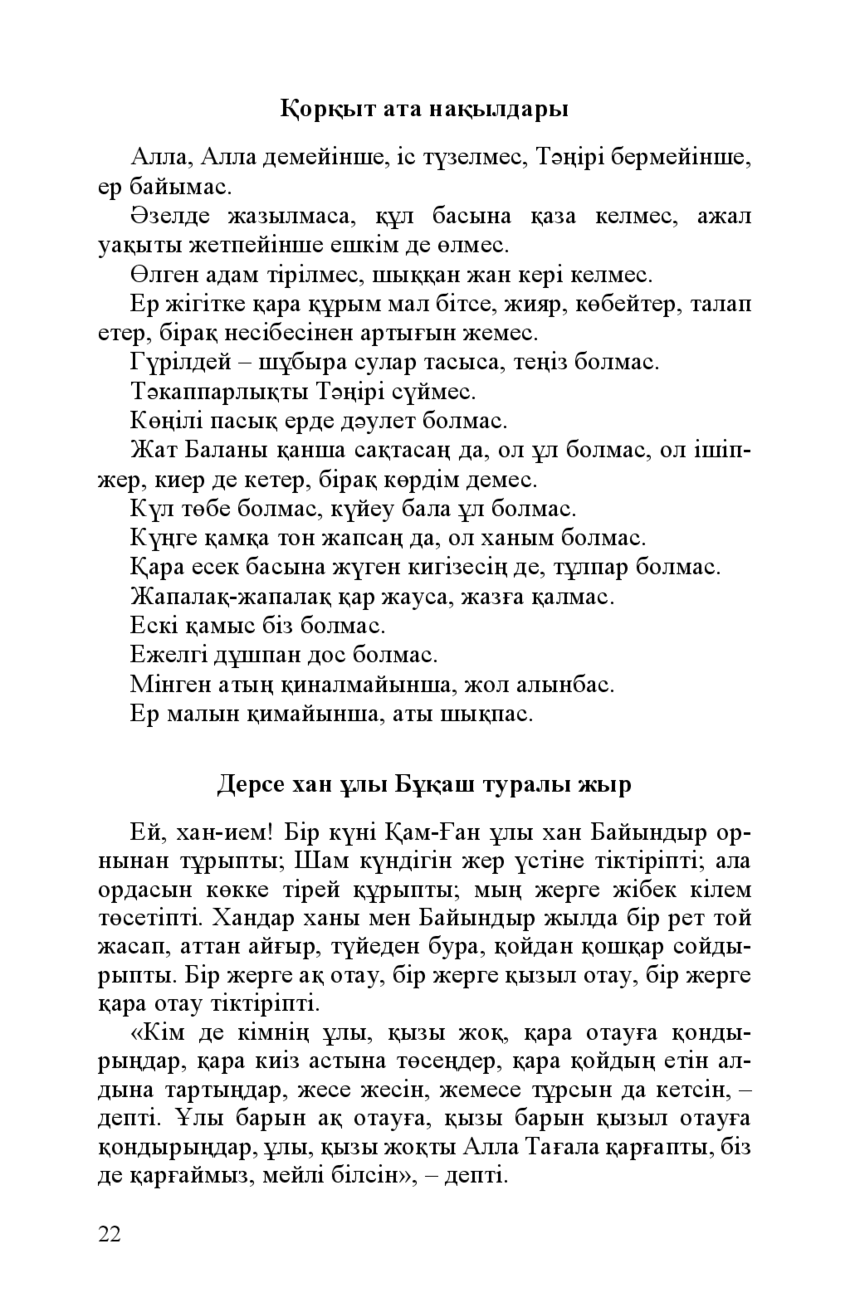 Қорқыт ата нақылдары
Алла, Алла демейінше, іс түзелмес, Тәңірі бермейінше,
ер байымас.
Әзелде жазылмаса, құл басына қаза келмес, ажал
уақыты жетпейінше ешкім де өлмес.
Өлген адам тірілмес, шыққан жан кері келмес.
Ер жігітке қара құрым мал бітсе, жияр, көбейтер, талап
етер, бірақ несібесінен артығын жемес.
Гүрілдей – шұбыра сулар тасыса, теңіз болмас.
Тәкаппарлықты Тәңірі сүймес.
Көңілі пасық ерде дәулет болмас.
Жат Баланы қанша сақтасаң да, ол ұл болмас, ол ішіп-
жер, киер де кетер, бірақ көрдім демес.
Күл төбе болмас, күйеу бала ұл болмас.
Күңге қамқа тон жапсаң да, ол ханым болмас.
Қара есек басына жүген кигізесің де, тұлпар болмас.
Жапалақ-жапалақ қар жауса, жазға қалмас.
Ескі қамыс біз болмас.
Ежелгі дұшпан дос болмас.
Мінген атың қиналмайынша, жол алынбас.
Ер малын қимайынша, аты шықпас.
Дерсе хан ұлы Бұқаш туралы жыр
Ей, хан-ием! Бір күні Қам-Ған ұлы хан Байындыр ор-
нынан тұрыпты; Шам күндігін жер үстіне тіктіріпті; ала
ордасын көкке тірей құрыпты; мың жерге жібек кілем
төсетіпті. Хандар ханы мен Байындыр жылда бір рет той
жасап, аттан айғыр, түйеден бура, қойдан қошқар сойды-
рыпты. Бір жерге ақ отау, бір жерге қызыл отау, бір жерге
қара отау тіктіріпті.
«Кім де кімнің ұлы, қызы жоқ, қара отауға қонды-
рыңдар, қара киіз астына төсеңдер, қара қойдың етін ал-
дына тартыңдар, жесе жесін, жемесе тұрсын да кетсін, –
депті. Ұлы барын ақ отауға, қызы барын қызыл отауға
қондырыңдар, ұлы, қызы жоқты Алла Тағала қарғапты, біз
де қарғаймыз, мейлі білсін», – депті.
22